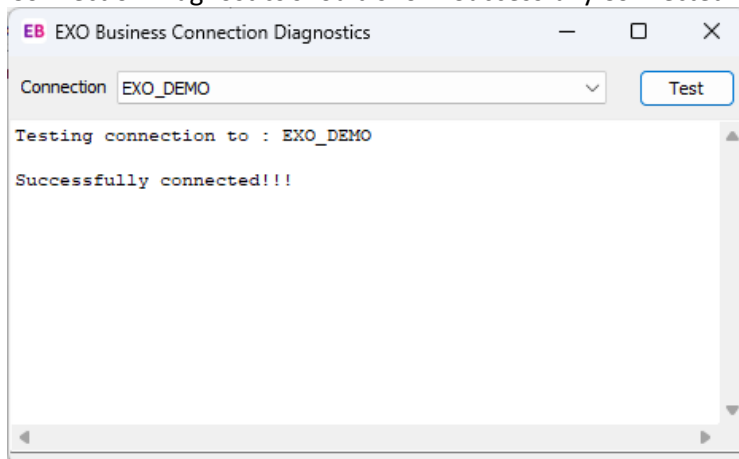 EB EXO Business Connection Diagnostics
Connection EXO_DEMO Test
Testing connection to : EXO_DEMO
Successfully connected!!!